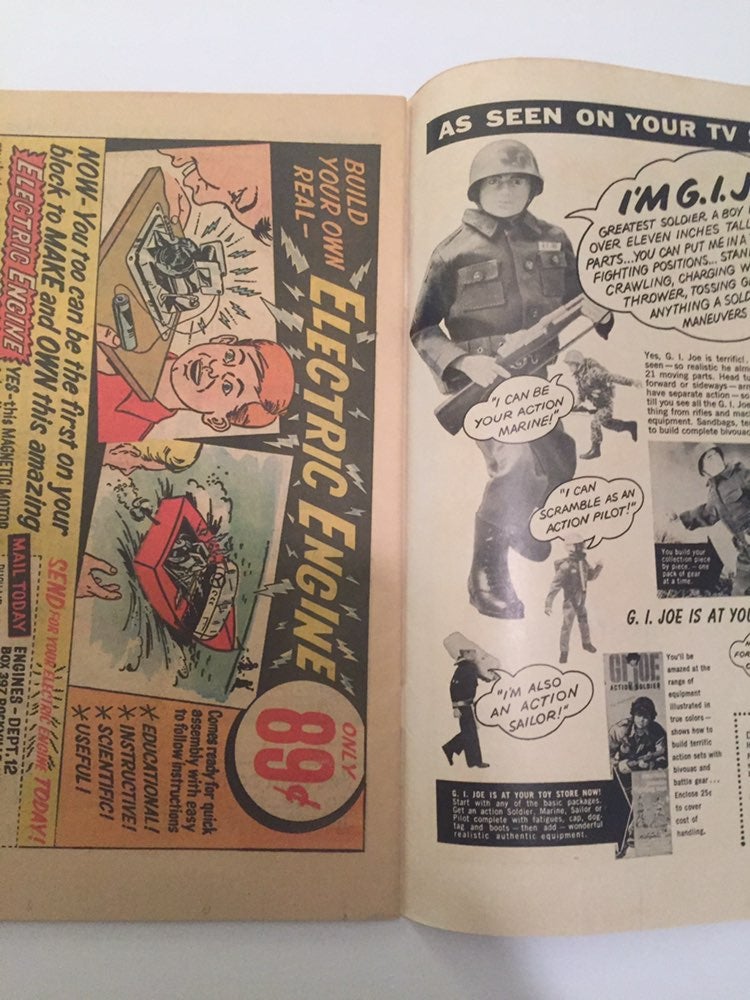 BUILD
YOUR OWN
REAL-
ELECTRIC ENGINE
ONLY
89¢
Comes ready for quick
assembly with easy
to follow instructions
* EDUCATIONAL!
* INSTRUCTIVE!
* SCIENTIFIC!
* USEFUL!
NOW-You too can be the first on your
block to MAKE and OWN this amazing
ELECTRIC ENGINE
YES-this MAGNETIC MOTOR
SEND FOR YOUR ELECTRIC ENGINE TODAY!
MAIL TODAY
ENGINES - DEPT. 12
BOX 397
AS SEEN ON YOUR TV
I'M G.I. J
GREATEST SOLDIER, A BOY
OVER ELEVEN INCHES TALL
PARTS...YOU CAN PUT ME IN A
FIGHTING POSITIONS... STAN
CRAWLING, CHARGING W
THROWER, TOSSING G
ANYTHING A SOLD
MANEUVERS
Yes, G. I. Joe is terrific!
seen — so realistic he alm
21 moving parts. Head tu
forward or sideways — arm
have separate action — so
till you see all the G. I. Joe
thing from rifles and mac
equipment. Sandbags, te
to build complete bivouac
"I CAN BE
YOUR ACTION
MARINE!"
"I CAN
SCRAMBLE AS AN
ACTION PILOT!"
You build your
collection piece
by piece. — one
pack of gear
at a time.
G. I. JOE IS AT YOU
"I'M ALSO
AN ACTION
SAILOR!"
GI JOE
ACTION SOLDIER
You'll be
amazed at the
range of
equipment
illustrated in
true colors —
shows how to
build terrific
action sets with
bivouac and
battle gear...
Enclose 25¢
to cover
cost of
handling.
FOR
G. I. JOE IS AT YOUR TOY STORE NOW!
Start with any of the basic packages.
Get an action Soldier, Marine, Sailor or
Pilot complete with fatigues, cap, dog
tag and boots — then add — wonderful
realistic authentic equipment.